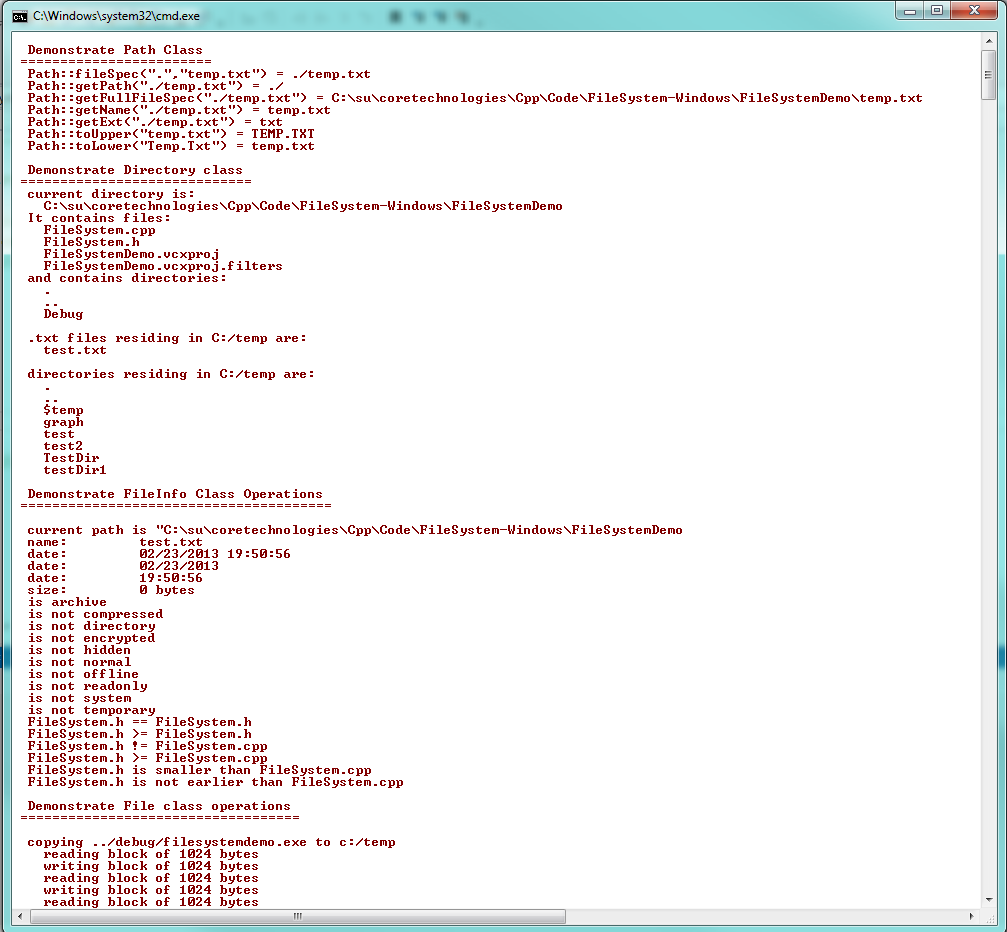 C:\Windows\system32\cmd.exe
Demonstrate Path Class
========================
Path::fileSpec(".","temp.txt") = ./temp.txt
Path::getPath("./temp.txt") = ./
Path::getFullFileSpec("./temp.txt") = C:\su\coretechnologies\Cpp\Code\FileSystem-Windows\FileSystemDemo\temp.txt
Path::getName("./temp.txt") = temp.txt
Path::getExt("./temp.txt") = txt
Path::toUpper("temp.txt") = TEMP.TXT
Path::toLower("Temp.Txt") = temp.txt
Demonstrate Directory class
=============================
current directory is:
C:\su\coretechnologies\Cpp\Code\FileSystem-Windows\FileSystemDemo
It contains files:
FileSystem.cpp
FileSystem.h
FileSystemDemo.vcxproj
FileSystemDemo.vcxproj.filters
and contains directories:
.
..
Debug
.txt files residing in C:/temp are:
test.txt
directories residing in C:/temp are:
.
..
$temp
graph
test
test2
TestDir
testDir1
Demonstrate FileInfo Class Operations
=======================================
current path is "C:\su\coretechnologies\Cpp\Code\FileSystem-Windows\FileSystemDemo
name: test.txt
date: 02/23/2013 19:50:56
date: 02/23/2013
date: 19:50:56
size: 0 bytes
is archive
is not compressed
is not directory
is not encrypted
is not hidden
is not normal
is not offline
is not readonly
is not system
is not temporary
FileSystem.h == FileSystem.h
FileSystem.h >= FileSystem.h
FileSystem.h != FileSystem.cpp
FileSystem.h >= FileSystem.cpp
FileSystem.h is smaller than FileSystem.cpp
FileSystem.h is not earlier than FileSystem.cpp
Demonstrate File class operations
===================================
copying ../debug/filesystemdemo.exe to c:/temp
reading block of 1024 bytes
writing block of 1024 bytes
reading block of 1024 bytes
writing block of 1024 bytes
reading block of 1024 bytes